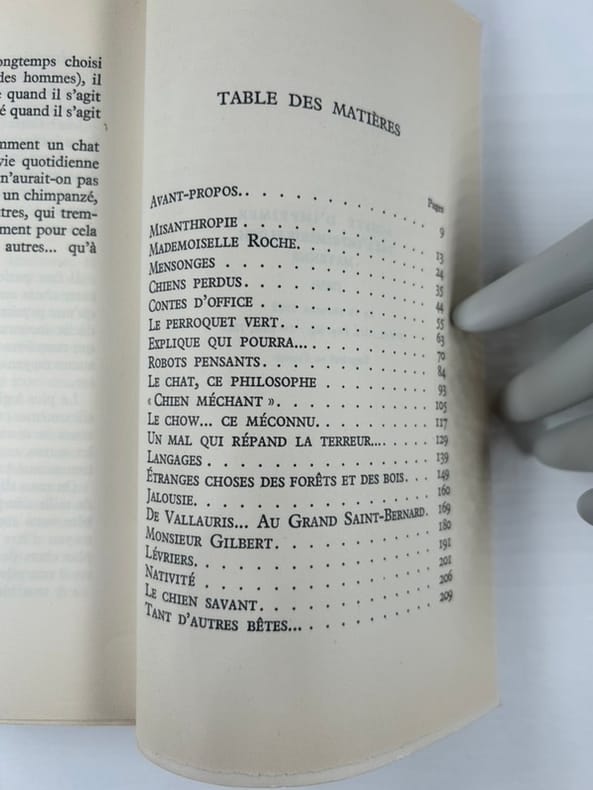 ongtemps choisi
des hommes), il
quand il s'agit
é quand il s'agit
mment un chat
vie quotidienne
n'aurait-on pas
un chimpanzé,
tres, qui trem-
ment pour cela
autres... qu'à
TABLE DES MATIÈRES
Pages
AVANT-PROPOS. . . . . . . . . . . 9
MISANTHROPIE . . . . . . . . . . . 13
MADEMOISELLE ROCHE. . . . . . . . 24
MENSONGES . . . . . . . . . . . 35
CHIENS PERDUS . . . . . . . . . . 44
CONTES D'OFFICE . . . . . . . . . . 55
LE PERROQUET VERT. . . . . . . . . 63
EXPLIQUE QUI POURRA... . . . . . . . 70
ROBOTS PENSANTS. . . . . . . . . . 84
LE CHAT, CE PHILOSOPHE . . . . . . . 93
« CHIEN MÉCHANT ». . . . . . . . . 105
LE CHOW... CE MÉCONNU. . . . . . . . 117
UN MAL QUI RÉPAND LA TERREUR... . . . . 129
LANGAGES . . . . . . . . . . . . 139
ÉTRANGES CHOSES DES FORÊTS ET DES BOIS. . . 149
JALOUSIE. . . . . . . . . . . . . 160
DE VALLAURIS... AU GRAND SAINT-BERNARD. 169
MONSIEUR GILBERT. . . . . . . . . . 180
LÉVRIERS. . . . . . . . . . . . . 191
NATIVITÉ . . . . . . . . . . . . 201
LE CHIEN SAVANT. . . . . . . . . . 206
TANT D'AUTRES BÊTES... . . . . . . . . 209